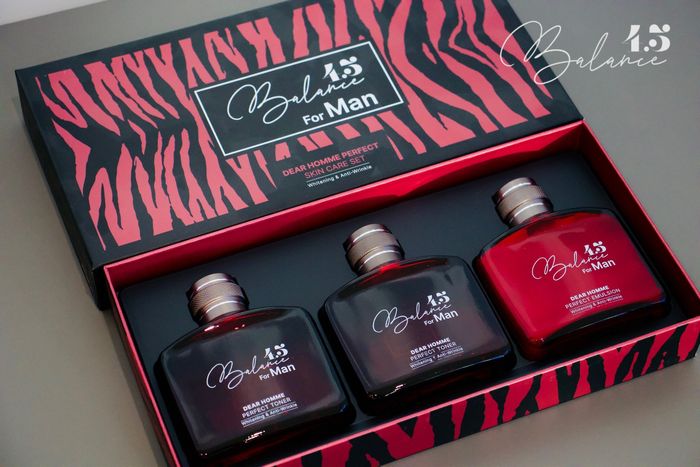 Balance 4.5
Balance 4.5
For Man
DEAR HOMME PERFECT
SKIN CARE SET
Whitening & Anti-Wrinkle
Balance 4.5
For Man
DEAR HOMME
PERFECT TONER
Whitening & Anti-Wrinkle
Balance 4.5
For Man
DEAR HOMME
PERFECT TONER
Whitening & Anti-Wrinkle
Balance 4.5
For Man
DEAR HOMME
PERFECT EMULSION
Whitening & Anti-Wrinkle